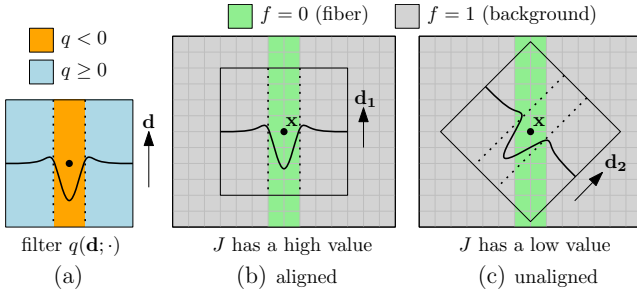 f = 0 (fiber) f = 1 (background)
q < 0
q ≥ 0
d
x
d₁
x
d₂
filter q(d; ·)
J has a high value
J has a low value
(a)
(b) aligned
(c) unaligned